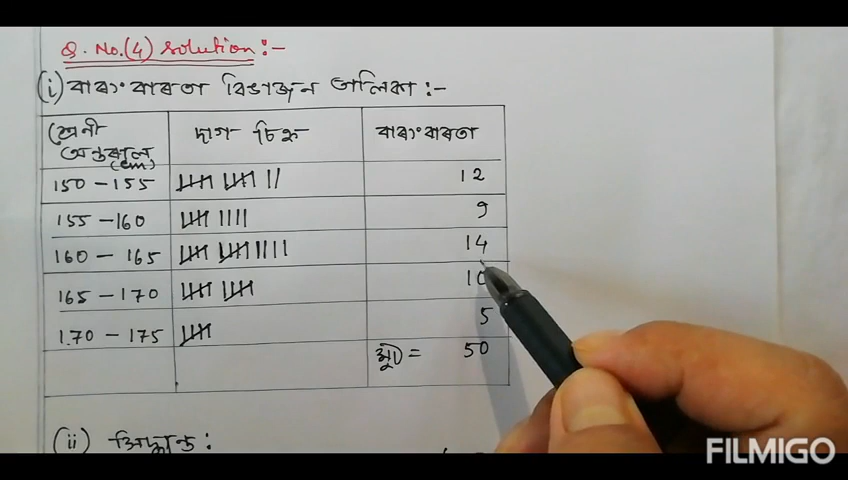 Q. No.(4) solution :-
(i) বাৰংবাৰতা বিভাজন তালিকা :-
শ্ৰেণী অন্তৰাল (cm) দাগ চিহ্ন বাৰংবাৰতা
150 - 155 12
155 - 160 9
160 - 165 14
165 - 170 10
170 - 175 5
মুঠ = 50
(ii) সিদ্ধান্ত :
FILMIGO